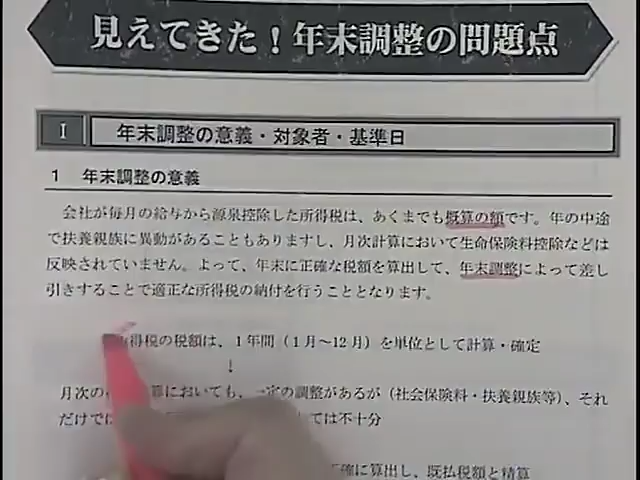 見えてきた！年末調整の問題点
Ⅰ 年末調整の意義・対象者・基準日
1 年末調整の意義
会社が毎月の給与から源泉控除した所得税は、あくまでも概算の額です。年の中途
で扶養親族に異動があることもありますし、月次計算において生命保険料控除などは
反映されていません。よって、年末に正確な税額を算出して、年末調整によって差し
引きすることで適正な所得税の納付を行うこととなります。
得税の税額は、1年間（1月～12月）を単位として計算・確定
↓
月次の 算においても、一定の調整があるが（社会保険料・扶養親族等）、それ
だけでは ては不十分
確に算出し、既払税額と精算